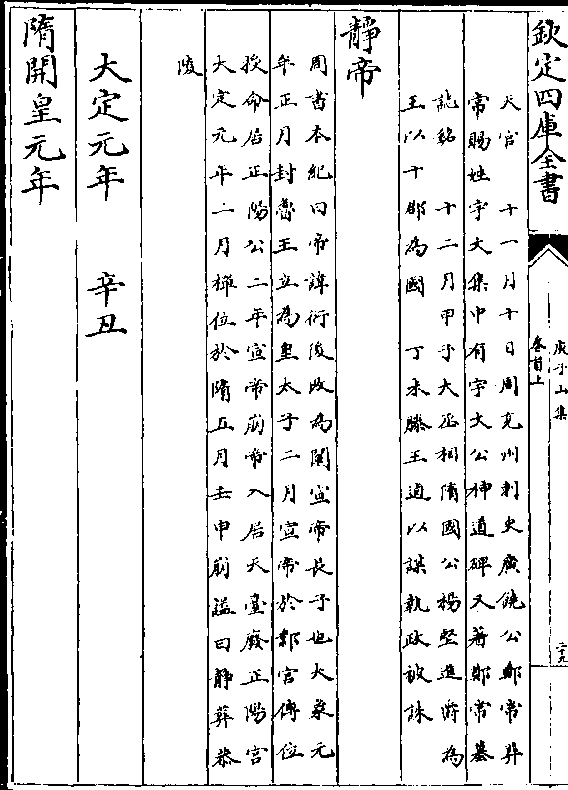 欽定四庫全書
庾子山集
卷首上
二十九
天官 十一月十日周兗州刺史廣饒公鄭常葬
常賜姓宇文集中有宇文公神道碑又著鄭常墓
誌銘 十二月甲子大丞相隋國公楊堅進爵為
王以十郡為國 丁未滕王逌以謀執政被誅
靜帝
周書本紀曰帝諱衍後改為闡宣帝長子也大象元
年正月封魯王立為皇太子二月宣帝於鄴宮傳位
授命居正陽宮二年宣帝崩帝入居天臺廢正陽宮
大定元年二月禪位於隋五月壬申崩謚曰靜葬恭
陵
大定元年 辛丑
隋開皇元年